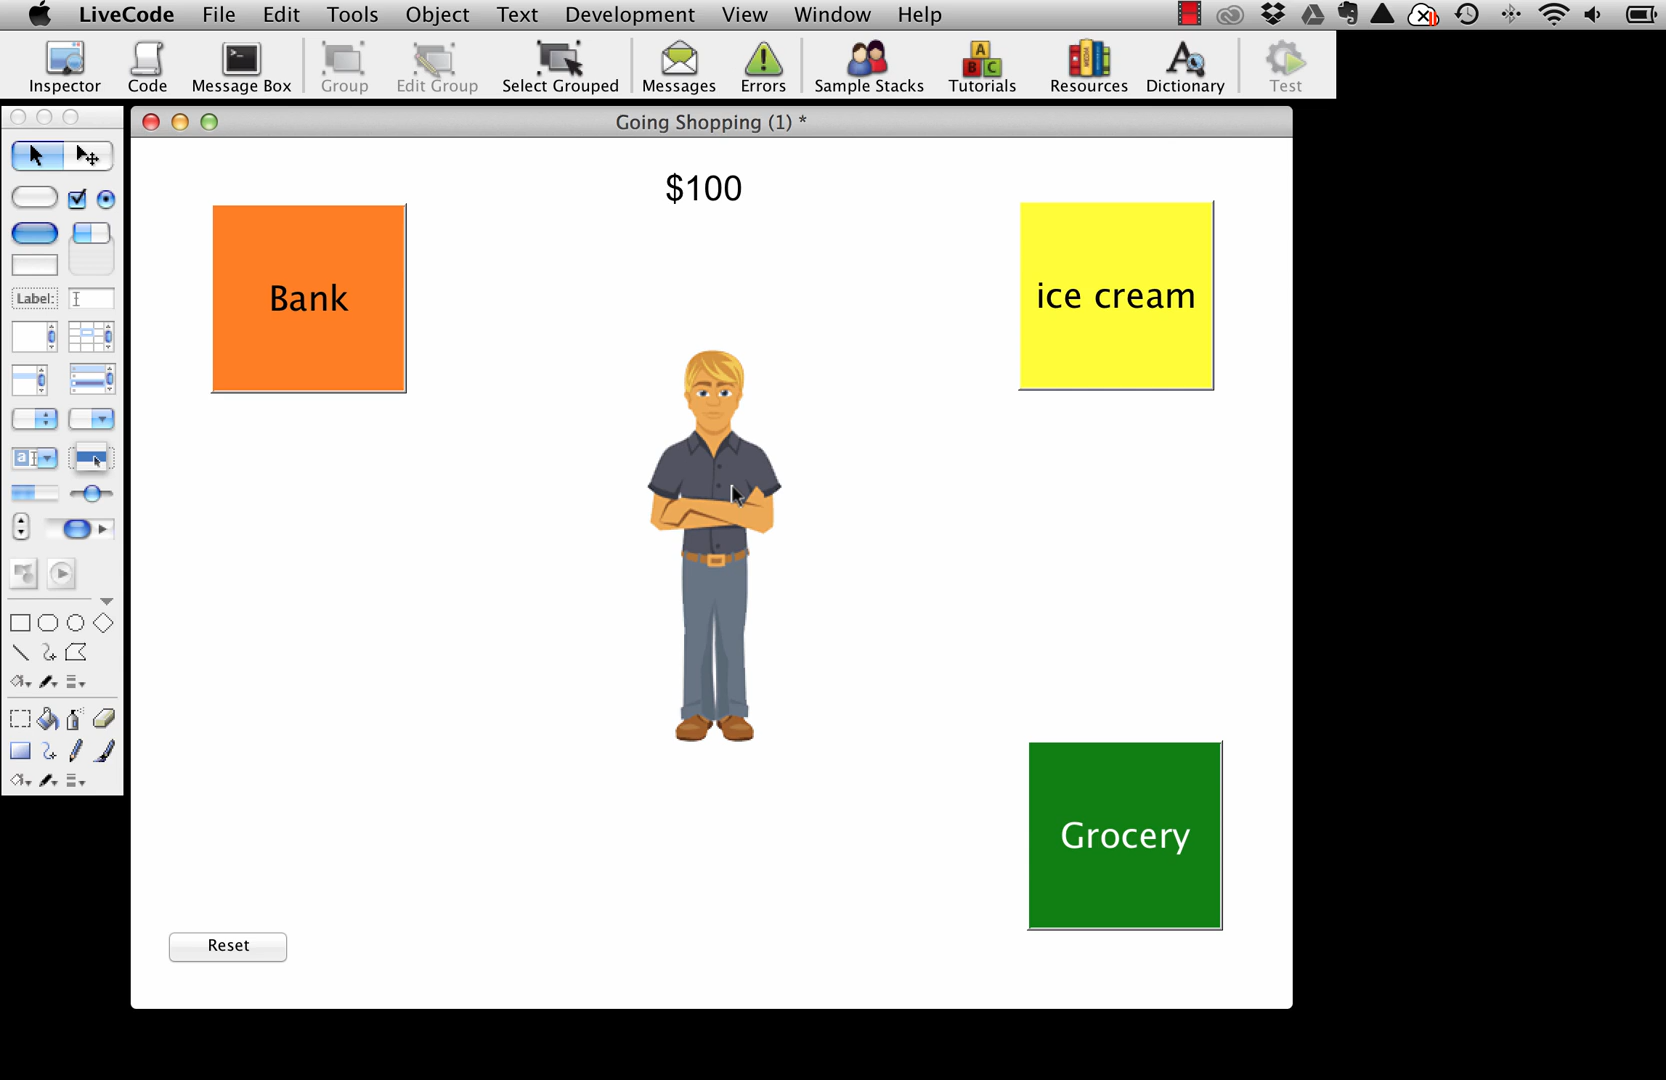 LiveCode File Edit Tools Object Text Development View Window Help
Inspector Code Message Box Group Edit Group Select Grouped Messages Errors Sample Stacks Tutorials Resources Dictionary Test
Going Shopping (1) *
Label:
$100
Bank
ice cream
Grocery
Reset